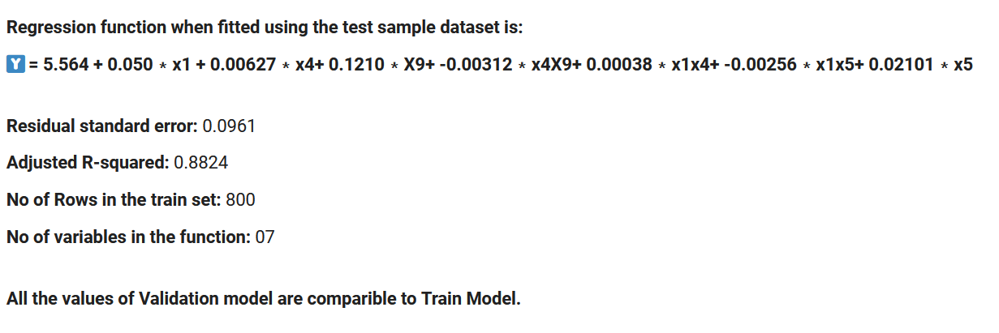 Regression function when fitted using the test sample dataset is:
Y = 5.564 + 0.050 * x1 + 0.00627 * x4+ 0.1210 * X9+ -0.00312 * x4X9+ 0.00038 * x1x4+ -0.00256 * x1x5+ 0.02101 * x5
Residual standard error: 0.0961
Adjusted R-squared: 0.8824
No of Rows in the train set: 800
No of variables in the function: 07
All the values of Validation model are comparible to Train Model.